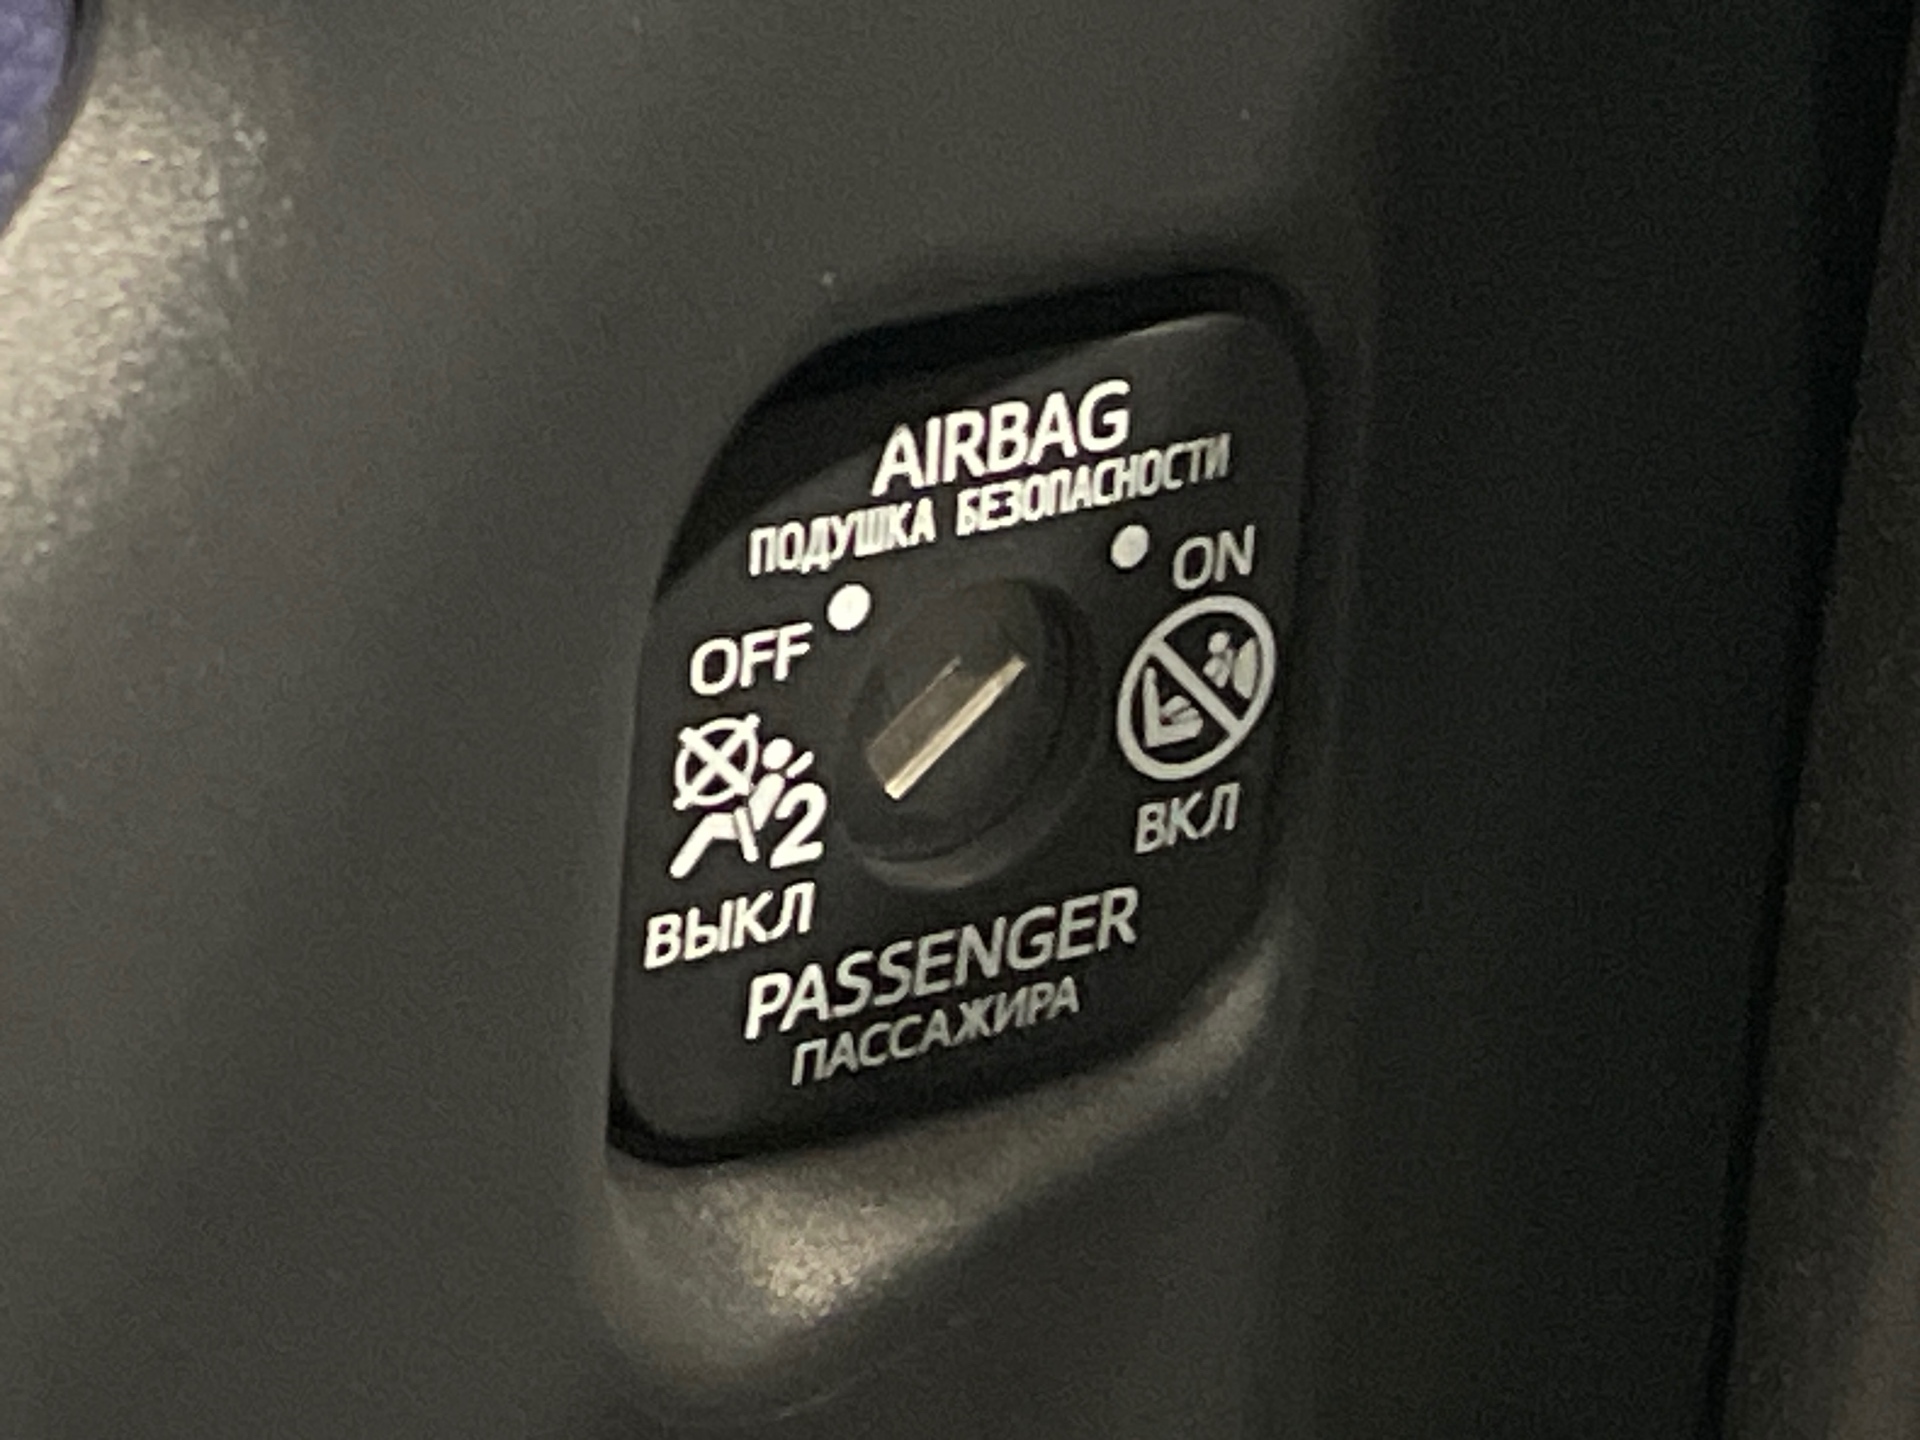 AIRBAG
ПОДУШКА БЕЗОПАСНОСТИ
OFF
ON
2
ВЫКЛ
ВКЛ
PASSENGER
ПАССАЖИРА